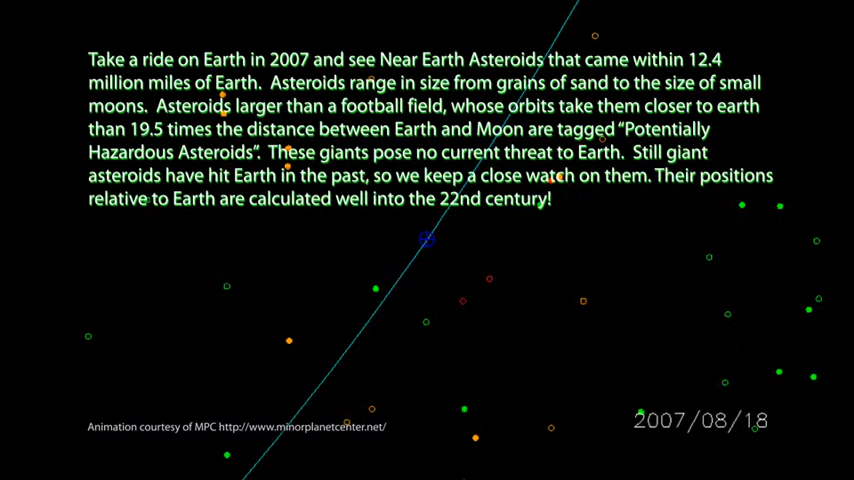 Take a ride on Earth in 2007 and see Near Earth Asteroids that came within 12.4
million miles of Earth.  Asteroids range in size from grains of sand to the size of small
moons.  Asteroids larger than a football field, whose orbits take them closer to earth
than 19.5 times the distance between Earth and Moon are tagged “Potentially
Hazardous Asteroids”.  These giants pose no current threat to Earth.  Still giant
asteroids have hit Earth in the past, so we keep a close watch on them. Their positions
relative to Earth are calculated well into the 22nd century!
2007/08/18
Animation courtesy of MPC http://www.minorplanetcenter.net/